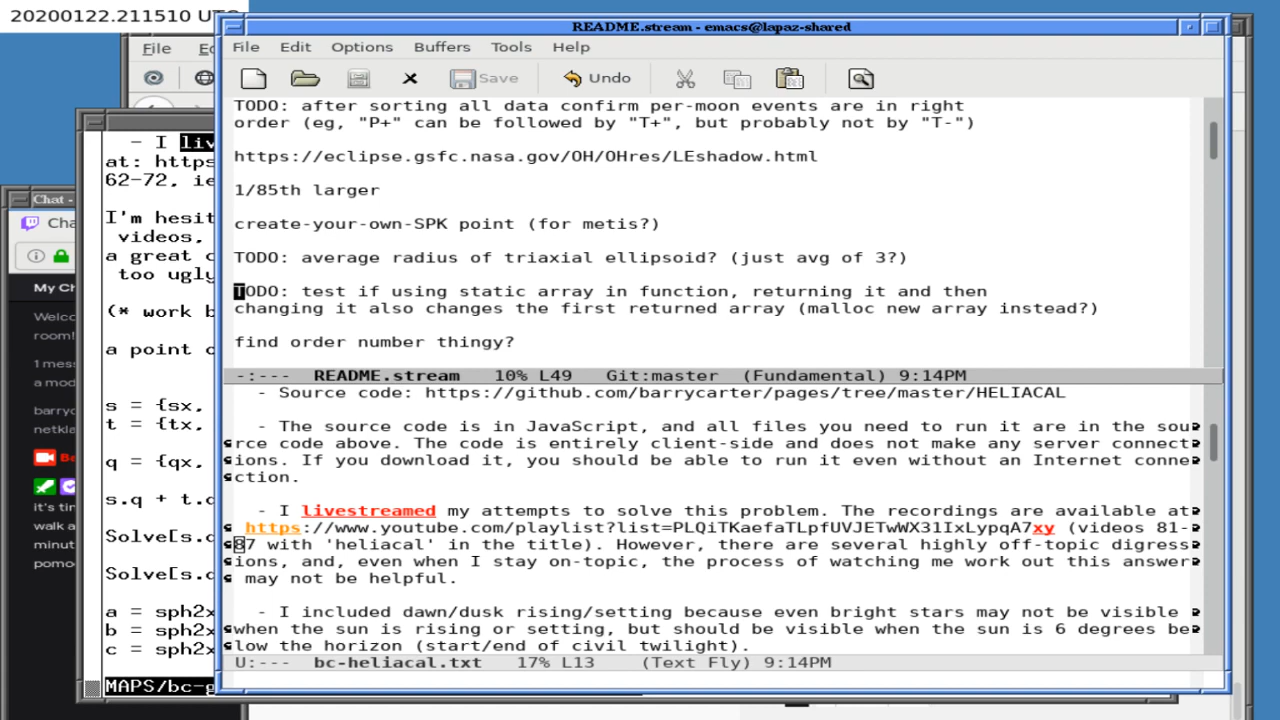 20200122.211510 UTC
README.stream - emacs@lapaz-shared
File Edit Options Buffers Tools Help
Save Undo
TODO: after sorting all data confirm per-moon events are in right
order (eg, "P+" can be followed by "T+", but probably not by "T-")
https://eclipse.gsfc.nasa.gov/OH/OHres/LEshadow.html
1/85th larger
create-your-own-SPK point (for metis?)
TODO: average radius of triaxial ellipsoid? (just avg of 3?)
TODO: test if using static array in function, returning it and then
changing it also changes the first returned array (malloc new array instead?)
find order number thingy?
-:--- README.stream 10% L49 Git:master (Fundamental) 9:14PM
- Source code: https://github.com/barrycarter/pages/tree/master/HELIACAL
- The source code is in JavaScript, and all files you need to run it are in the sou
rce code above. The code is entirely client-side and does not make any server connect
ions. If you download it, you should be able to run it even without an Internet conne
ction.
- I livestreamed my attempts to solve this problem. The recordings are available at
https://www.youtube.com/playlist?list=PLQiTKaefaTLpfUVJETwWX31IxLypqA7xy (videos 81-
87 with 'heliacal' in the title). However, there are several highly off-topic digress
ions, and, even when I stay on-topic, the process of watching me work out this answer
may not be helpful.
- I included dawn/dusk rising/setting because even bright stars may not be visible
when the sun is rising or setting, but should be visible when the sun is 6 degrees be
low the horizon (start/end of civil twilight).
U:--- bc-heliacal.txt 17% L13 (Text Fly) 9:14PM
File
- I liv
at: https
62-72, ie
I'm hesit
videos,
a great c
too ugly
(* work b
a point o
s = {sx,
t = {tx,
q = {qx,
s.q + t.
Solve[s.
Solve[s.
a = sph2x
b = sph2x
c = sph2x
MAPS/bc-g
Chat -
Cha
My Ch
Welco
room!
1 mess
a mod
barryc
netkla
it's tim
walk a
minut
pomo